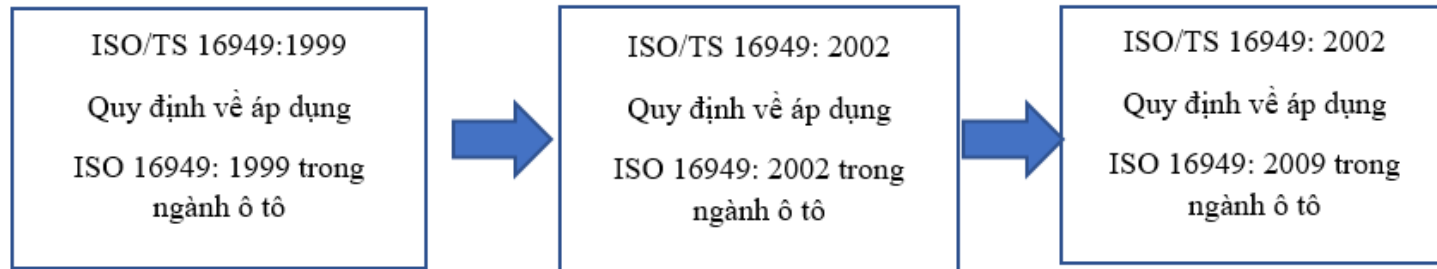 ISO/TS 16949:1999
Quy định về áp dụng
ISO 16949: 1999 trong
ngành ô tô
ISO/TS 16949: 2002
Quy định về áp dụng
ISO 16949: 2002 trong
ngành ô tô
ISO/TS 16949: 2002
Quy định về áp dụng
ISO 16949: 2009 trong
ngành ô tô